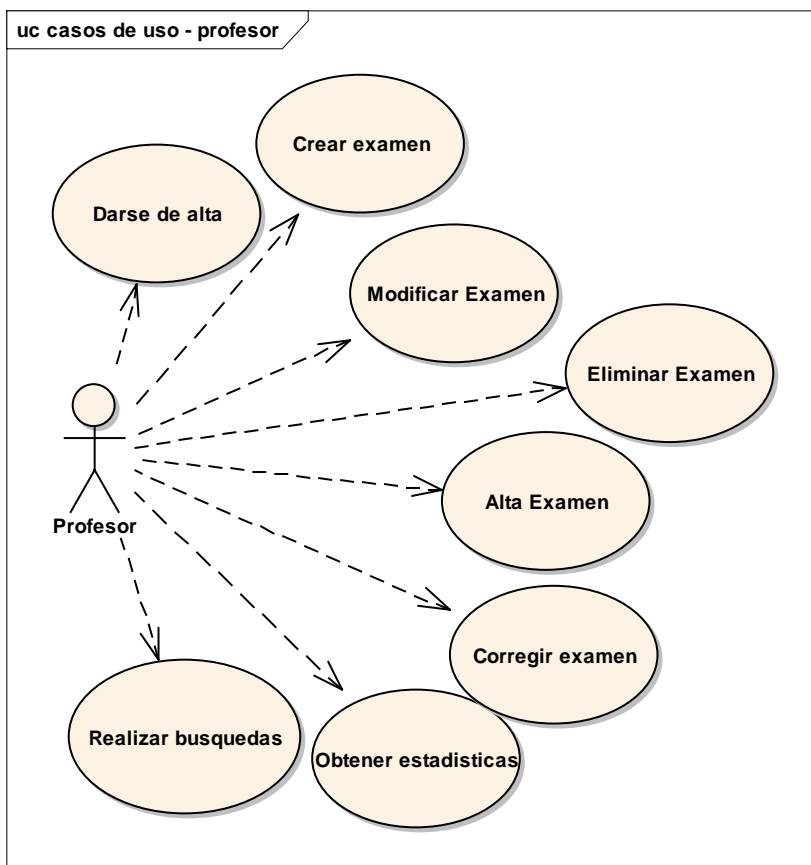 uc casos de uso - profesor
Crear examen
Darse de alta
Modificar Examen
Eliminar Examen
Alta Examen
Profesor
Corregir examen
Realizar busquedas
Obtener estadisticas